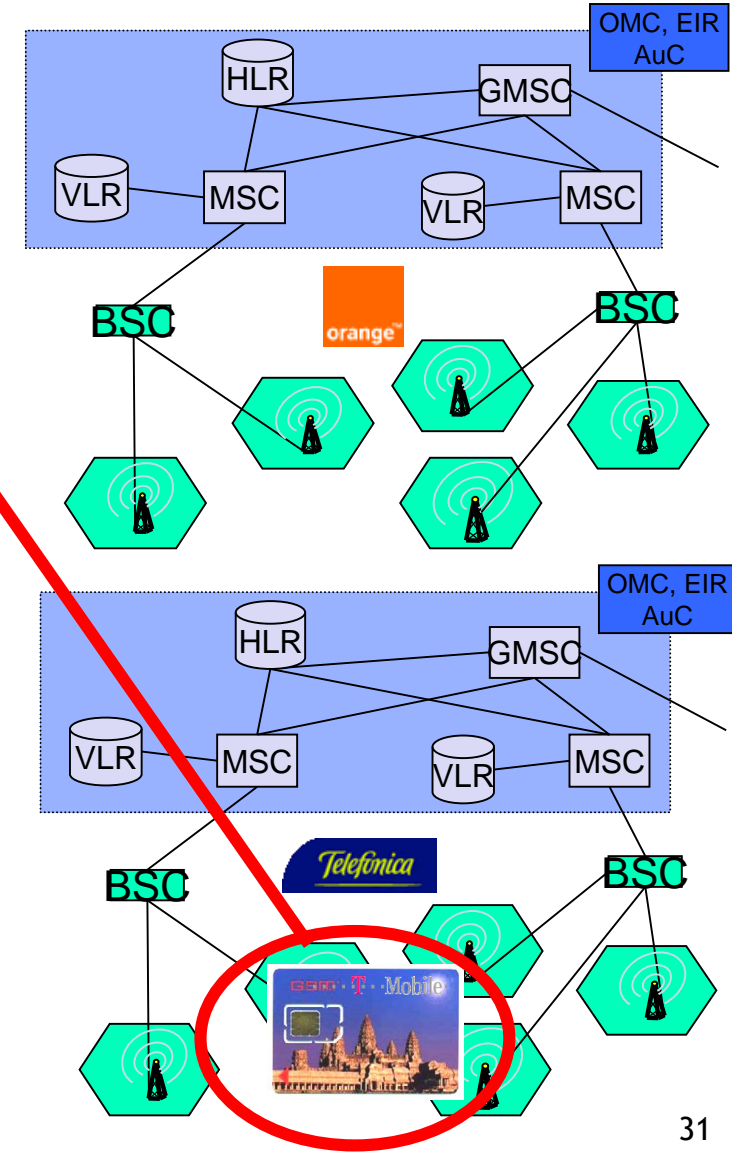 OMC, EIR
AuC
HLR
GMSC
VLR
MSC
VLR
MSC
BSC
BSC
orange™
OMC, EIR
AuC
HLR
GMSC
VLR
MSC
VLR
MSC
Telefónica
BSC
BSC
GSM T Mobile
31